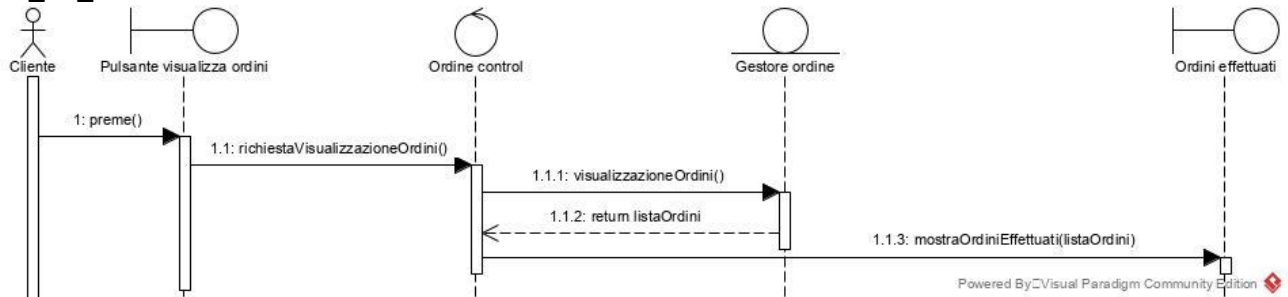 Cliente
Pulsante visualizza ordini
Ordine control
Gestore ordine
Ordini effettuati
1: preme()
1.1: richiestaVisualizzazioneOrdini()
1.1.1: visualizzazioneOrdini()
1.1.2: return listaOrdini
1.1.3: mostraOrdiniEffettuati(listaOrdini)
Powered By Visual Paradigm Community Edition